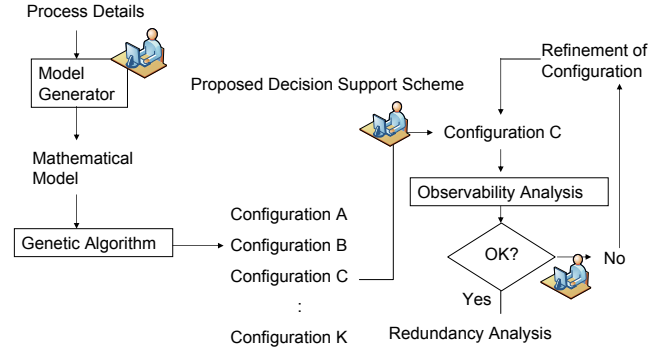 Process Details
Model
Generator
Mathematical
Model
Genetic Algorithm
Proposed Decision Support Scheme
Configuration A
Configuration B
Configuration C
:
Configuration K
Refinement of
Configuration
Configuration C
Observability Analysis
OK?
No
Yes
Redundancy Analysis